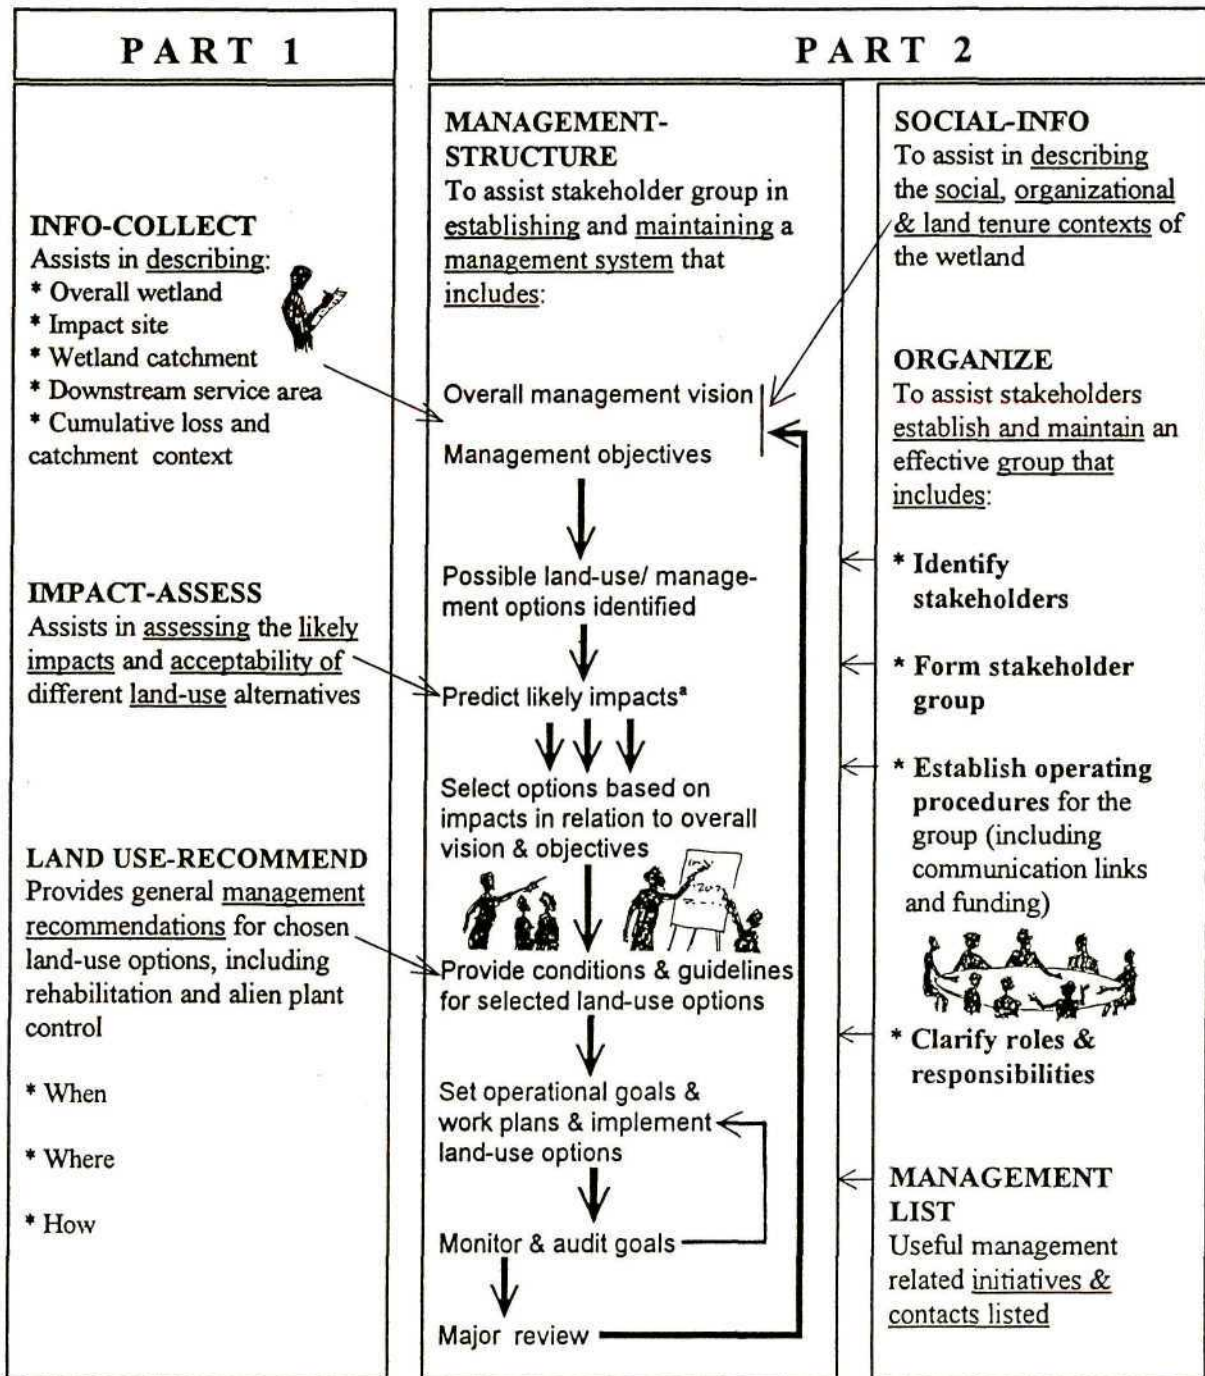 PART 1
INFO-COLLECT
Assists in describing:
* Overall wetland
* Impact site
* Wetland catchment
* Downstream service area
* Cumulative loss and
catchment context
IMPACT-ASSESS
Assists in assessing the likely
impacts and acceptability of
different land-use alternatives
LAND USE-RECOMMEND
Provides general management
recommendations for chosen
land-use options, including
rehabilitation and alien plant
control
* When
* Where
* How
PART 2
MANAGEMENT-
STRUCTURE
To assist stakeholder group in
establishing and maintaining a
management system that
includes:
Overall management vision
Management objectives
Possible land-use/ manage-
ment options identified
Predict likely impactsª
Select options based on
impacts in relation to overall
vision & objectives
Provide conditions & guidelines
for selected land-use options
Set operational goals &
work plans & implement
land-use options
Monitor & audit goals
Major review
SOCIAL-INFO
To assist in describing
the social, organizational
& land tenure contexts of
the wetland
ORGANIZE
To assist stakeholders
establish and maintain an
effective group that
includes:
* Identify
stakeholders
* Form stakeholder
group
* Establish operating
procedures for the
group (including
communication links
and funding)
* Clarify roles &
responsibilities
MANAGEMENT
LIST
Useful management
related initiatives &
contacts listed